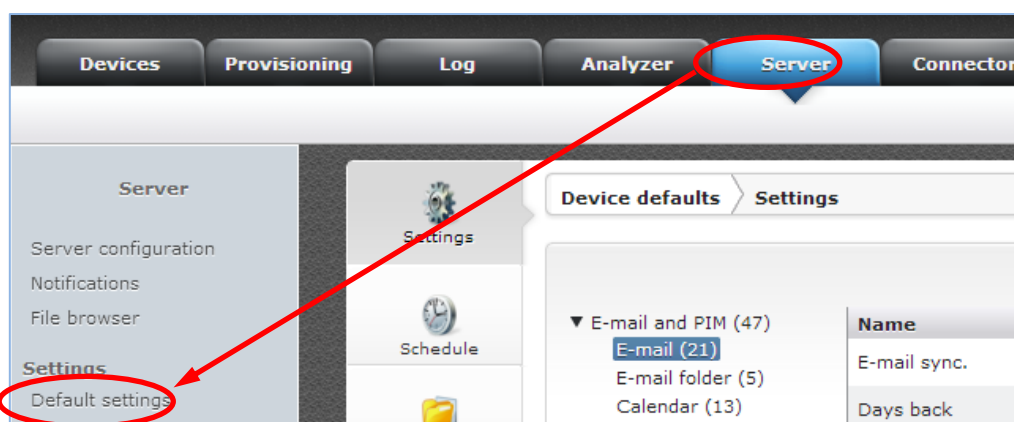 Devices
Provisioning
Log
Analyzer
Server
Connector
Server
Server configuration
Notifications
File browser
Settings
Default settings
Settings
Schedule
Device defaults
Settings
▼ E-mail and PIM (47)
E-mail (21)
E-mail folder (5)
Calendar (13)
Name
E-mail sync.
Days back